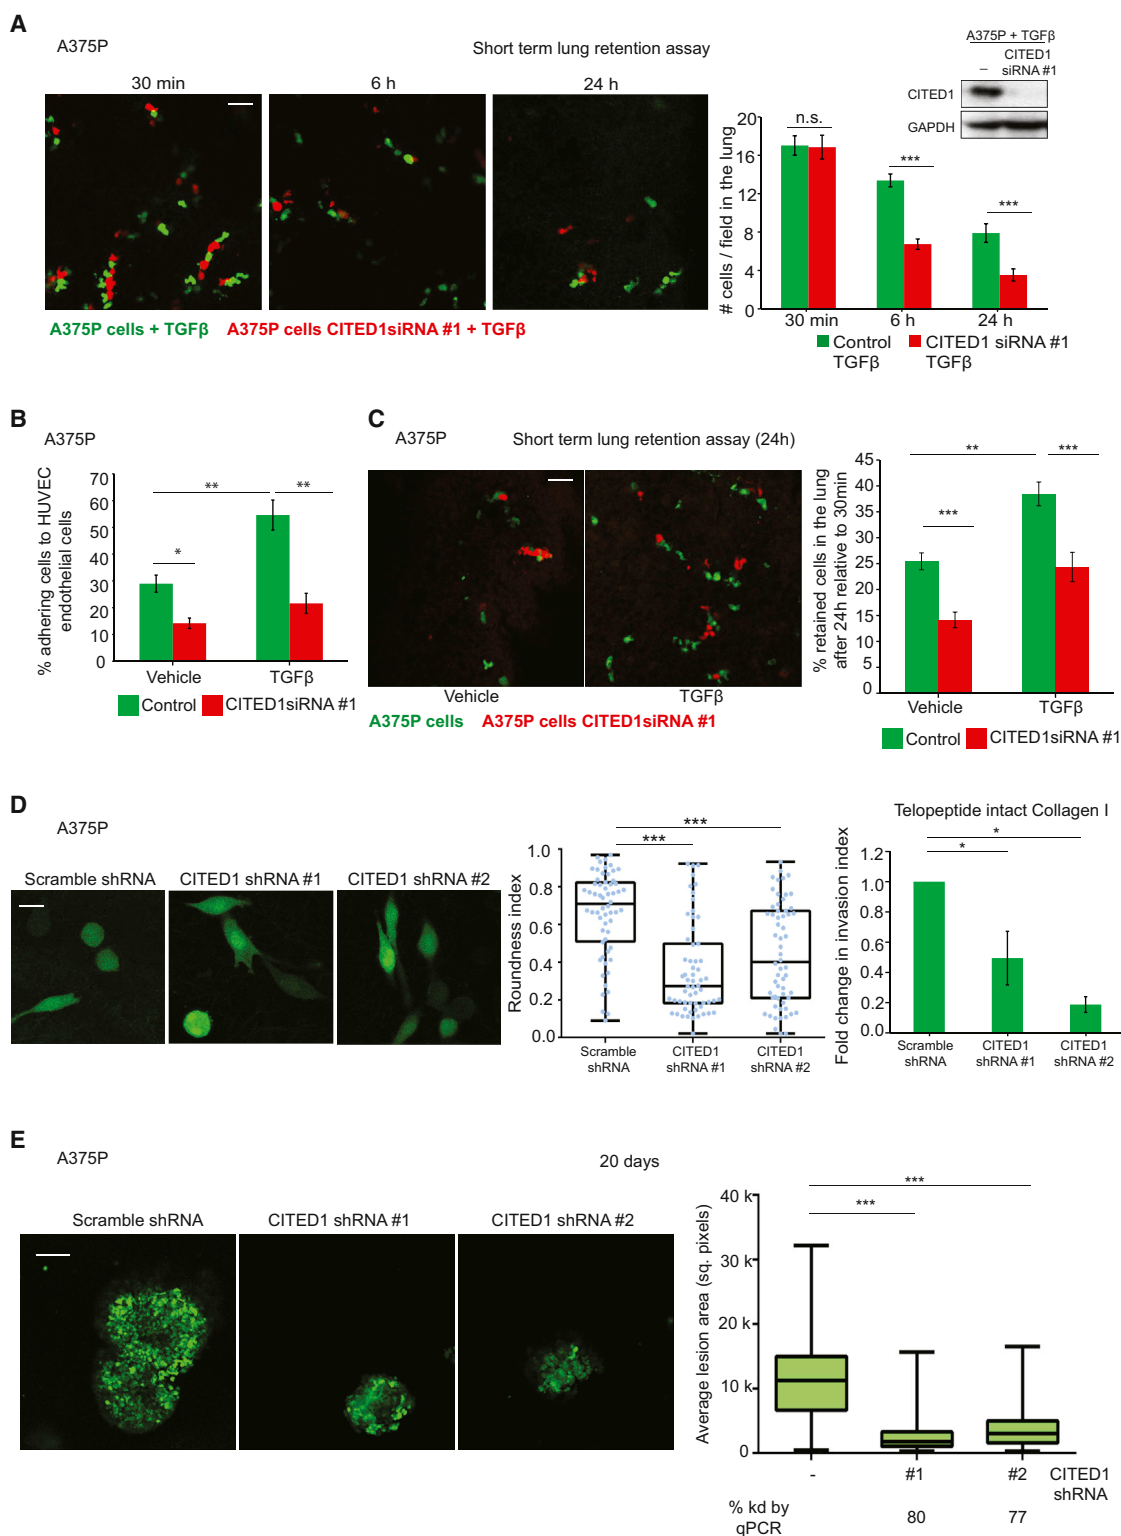 A
A375P
Short term lung retention assay
30 min
6 h
24 h
A375P cells + TGFβ
A375P cells CITED1siRNA #1 + TGFβ
A375P + TGFβ
–
CITED1
siRNA #1
CITED1
GAPDH
# cells / field in the lung
20
16
12
8
4
0
n.s.
***
***
30 min
6 h
24 h
Control
TGFβ
CITED1 siRNA #1
TGFβ
B
A375P
% adhering cells to HUVEC
endothelial cells
70
60
50
40
30
20
10
0
**
**
*
Vehicle
TGFβ
Control
CITED1siRNA #1
C
A375P
Short term lung retention assay (24h)
Vehicle
TGFβ
A375P cells
A375P cells CITED1siRNA #1
% retained cells in the lung
after 24h relative to 30min
45
40
35
30
25
20
15
10
5
0
**
***
***
Vehicle
TGFβ
Control
CITED1siRNA #1
D
A375P
Scramble shRNA
CITED1 shRNA #1
CITED1 shRNA #2
Roundness index
1.0
0.8
0.6
0.4
0.2
0.0
***
***
Scramble
shRNA
CITED1
shRNA #1
CITED1
shRNA #2
Telopeptide intact Collagen I
Fold change in invasion index
1.2
1.0
0.8
0.6
0.4
0.2
0.0
*
*
Scramble
shRNA
CITED1
shRNA #1
CITED1
shRNA #2
E
A375P
20 days
Scramble shRNA
CITED1 shRNA #1
CITED1 shRNA #2
Average lesion area (sq. pixels)
40 k
30 k
20 k
10 k
0
***
***
-
#1
#2
CITED1
shRNA
% kd by
qPCR
80
77